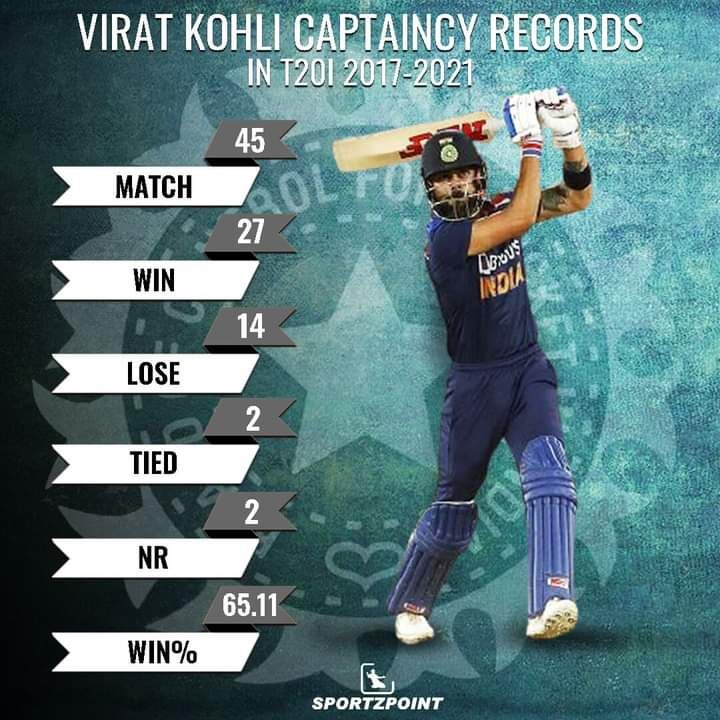 VIRAT KOHLI CAPTAINCY RECORDS
IN T20I 2017-2021
45
MATCH
27
WIN
14
LOSE
2
TIED
2
NR
65.11
WIN%
INDIA
SPORTZPOINT